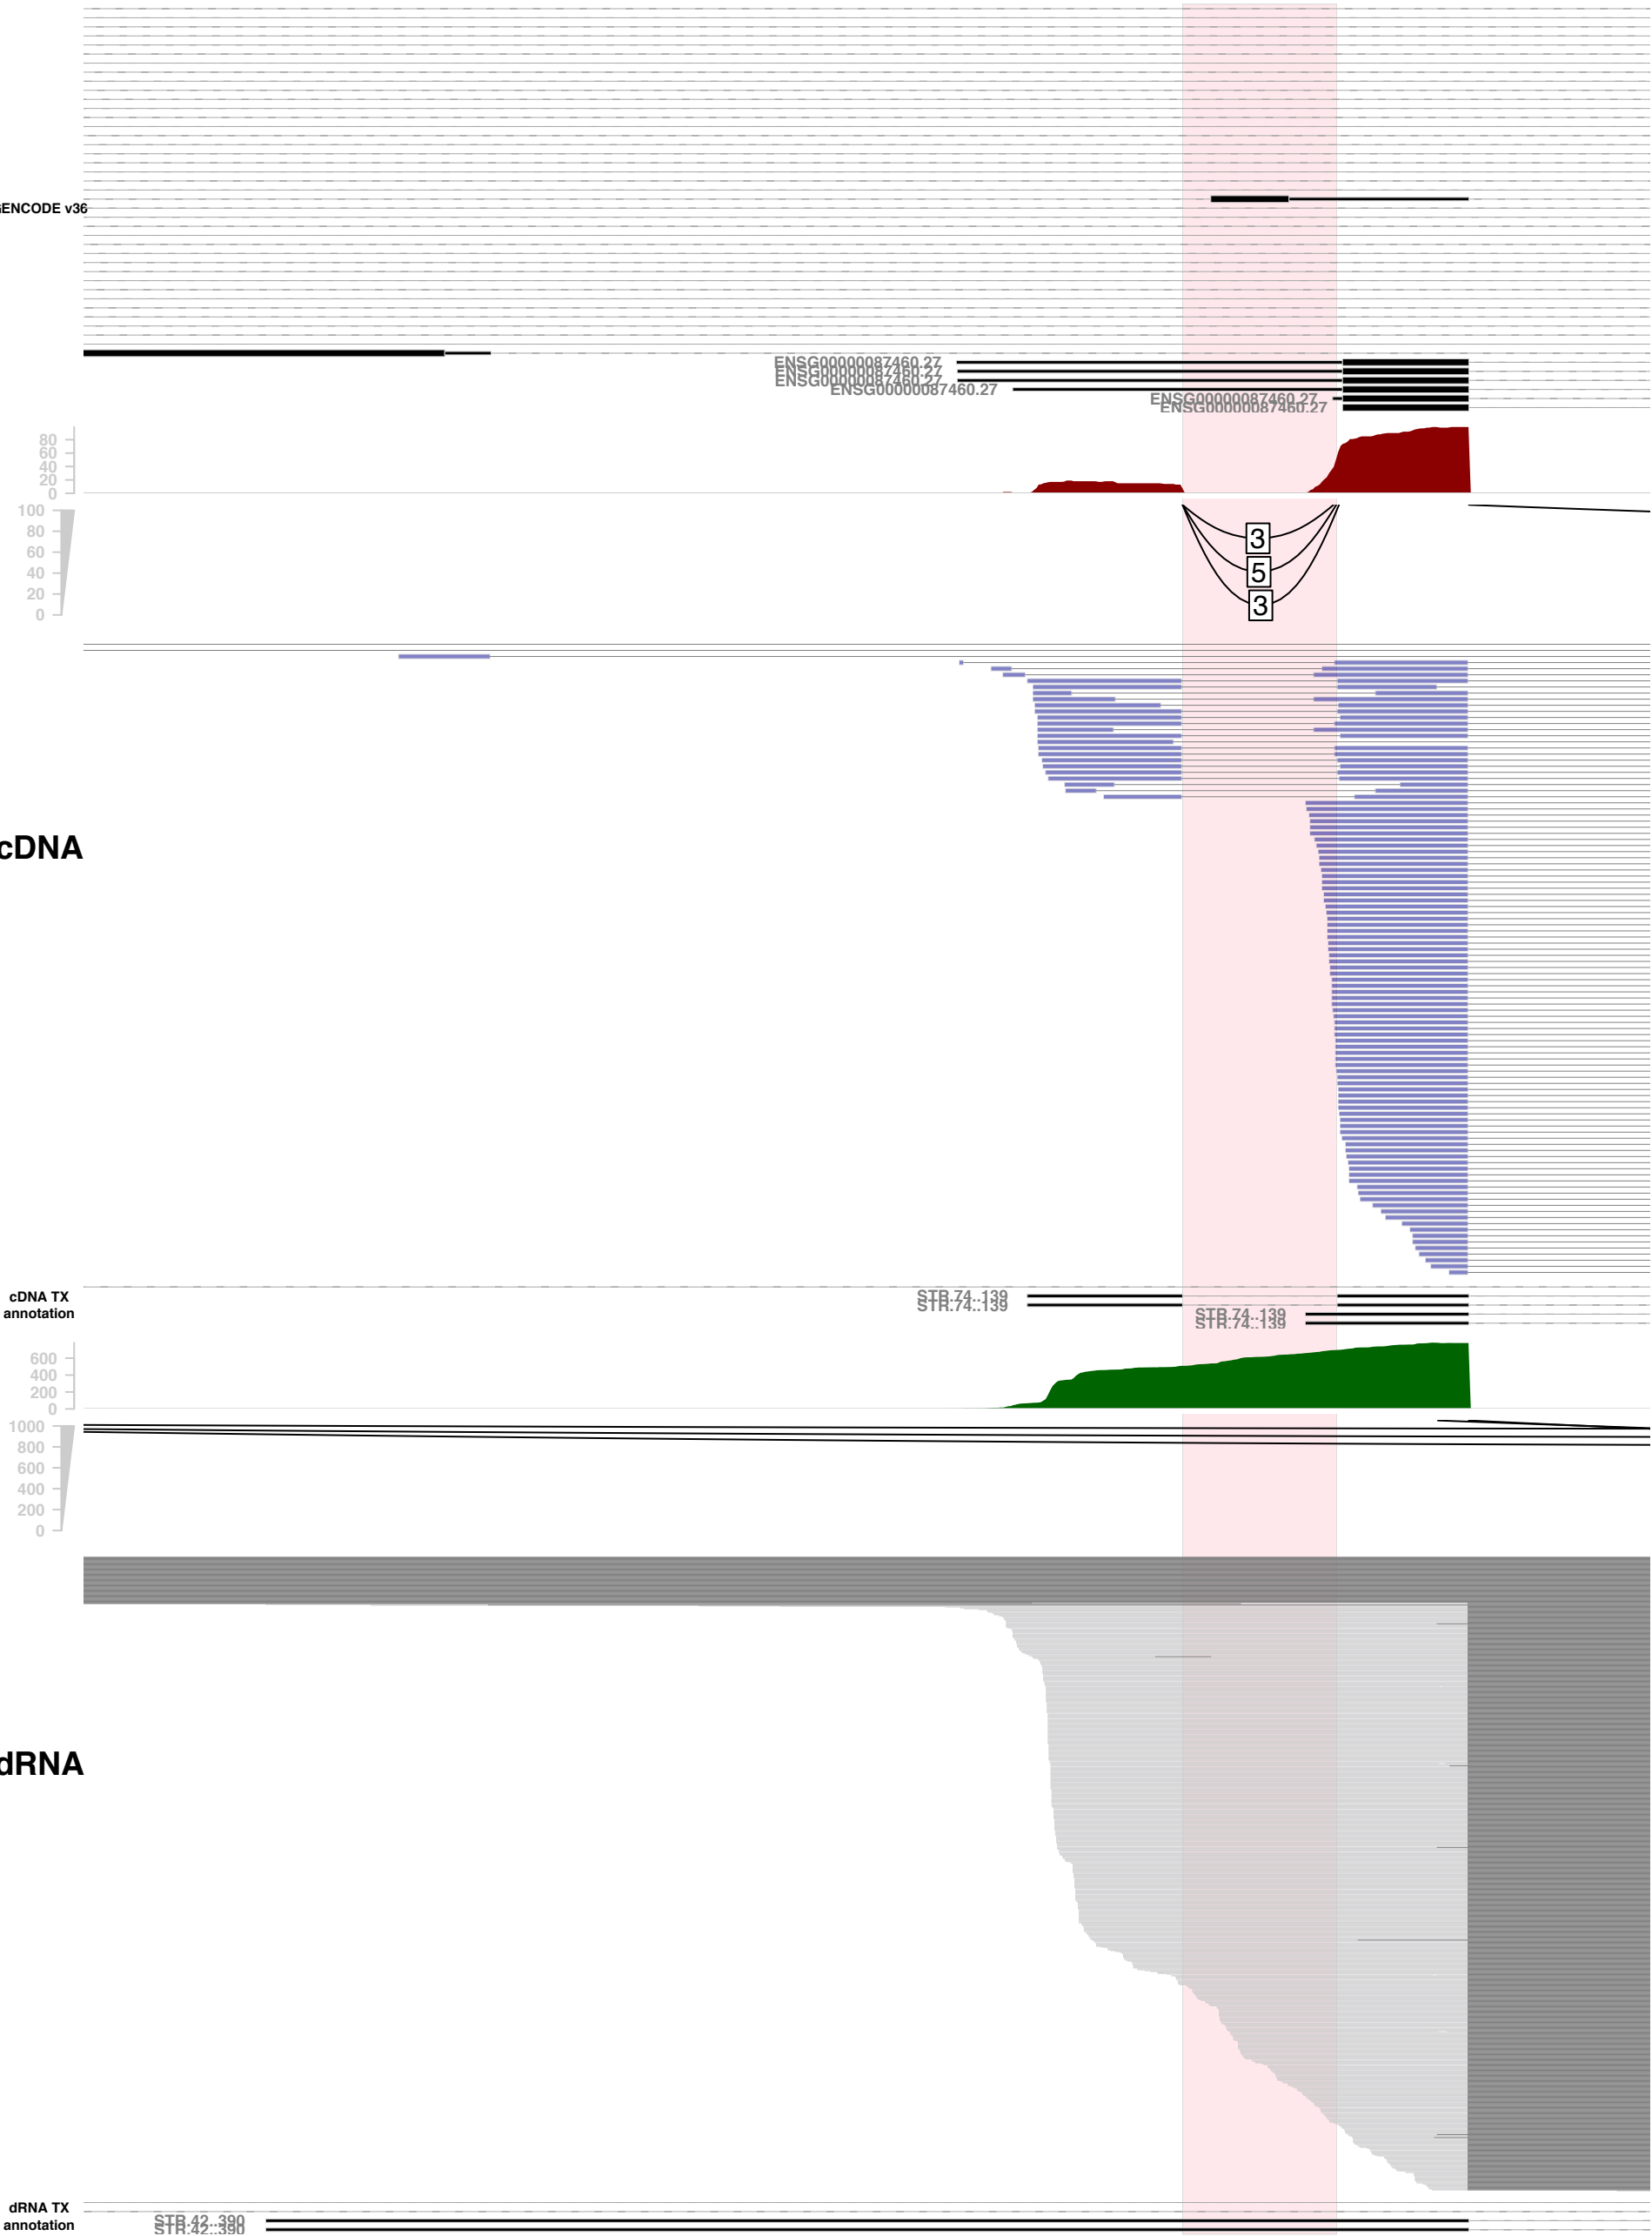 GENCODE v36
ENSG00000087460.27
ENSG00000087460.27
ENSG00000087460.27
ENSG00000087460.27
ENSG00000087460.27
ENSG00000087460.27
80
60
40
20
0
100
80
60
40
20
0
3
5
3
cDNA
cDNA TX
annotation
STR.74..139
STR.74..139
STR.74..139
STR.74..139
600
400
200
0
1000
800
600
400
200
0
dRNA
dRNA TX
annotation
STR.42..390
STR.42..390